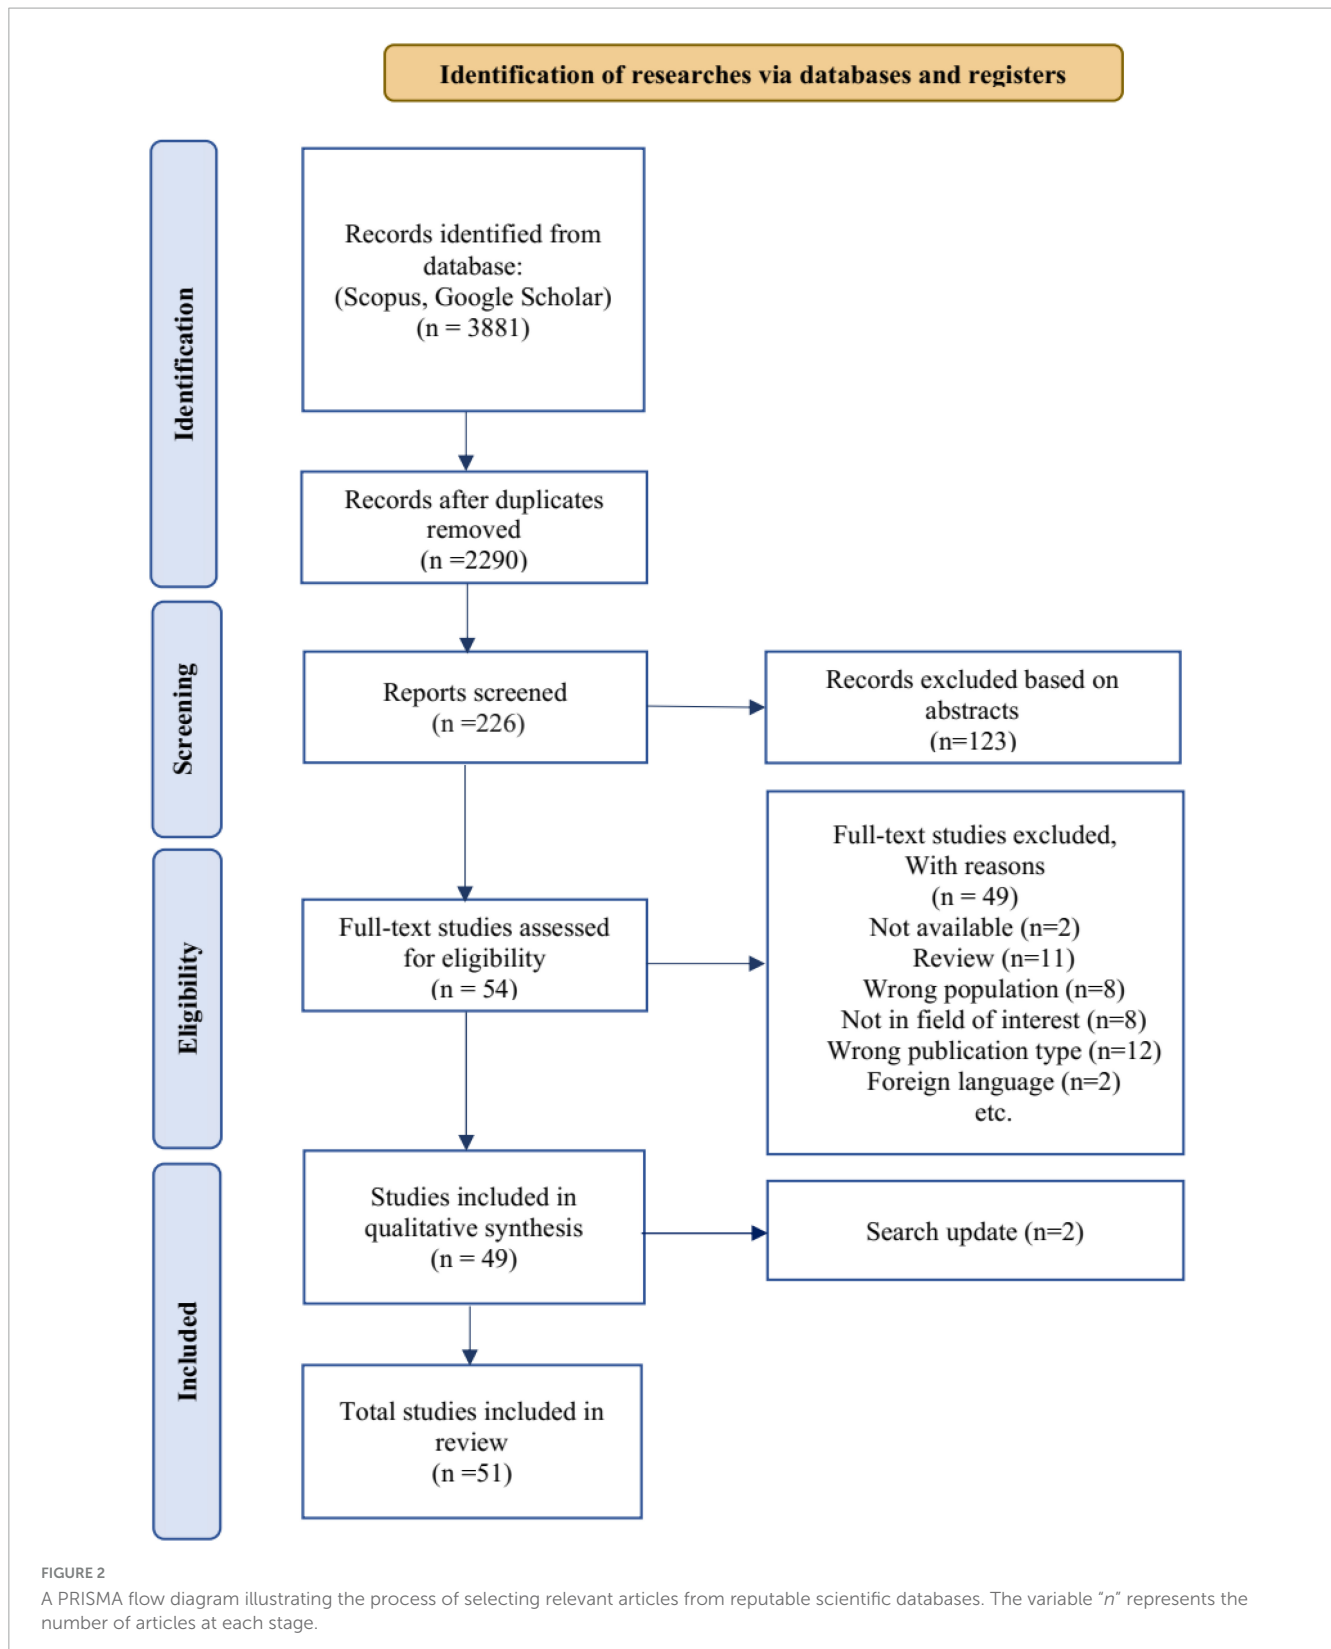 Identification of researches via databases and registers
Identification
Records identified from
database:
(Scopus, Google Scholar)
(n = 3881)
Records after duplicates
removed
(n =2290)
Screening
Reports screened
(n =226)
Records excluded based on
abstracts
(n=123)
Eligibility
Full-text studies assessed
for eligibility
(n = 54)
Full-text studies excluded,
With reasons
(n = 49)
Not available (n=2)
Review (n=11)
Wrong population (n=8)
Not in field of interest (n=8)
Wrong publication type (n=12)
Foreign language (n=2)
etc.
Included
Studies included in
qualitative synthesis
(n = 49)
Search update (n=2)
Total studies included in
review
(n =51)
FIGURE 2
A PRISMA flow diagram illustrating the process of selecting relevant articles from reputable scientific databases. The variable “n” represents the
number of articles at each stage.